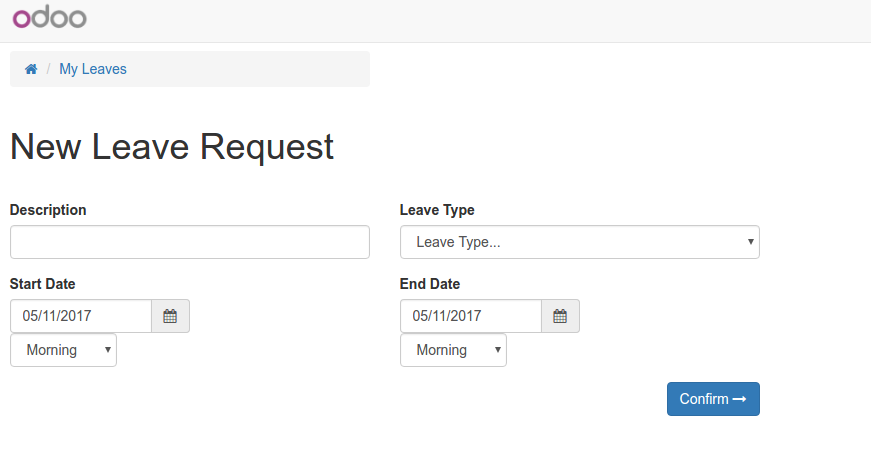 odoo
/ My Leaves
New Leave Request
Description
Leave Type
Leave Type...
Start Date
End Date
05/11/2017
05/11/2017
Morning
Morning
Confirm